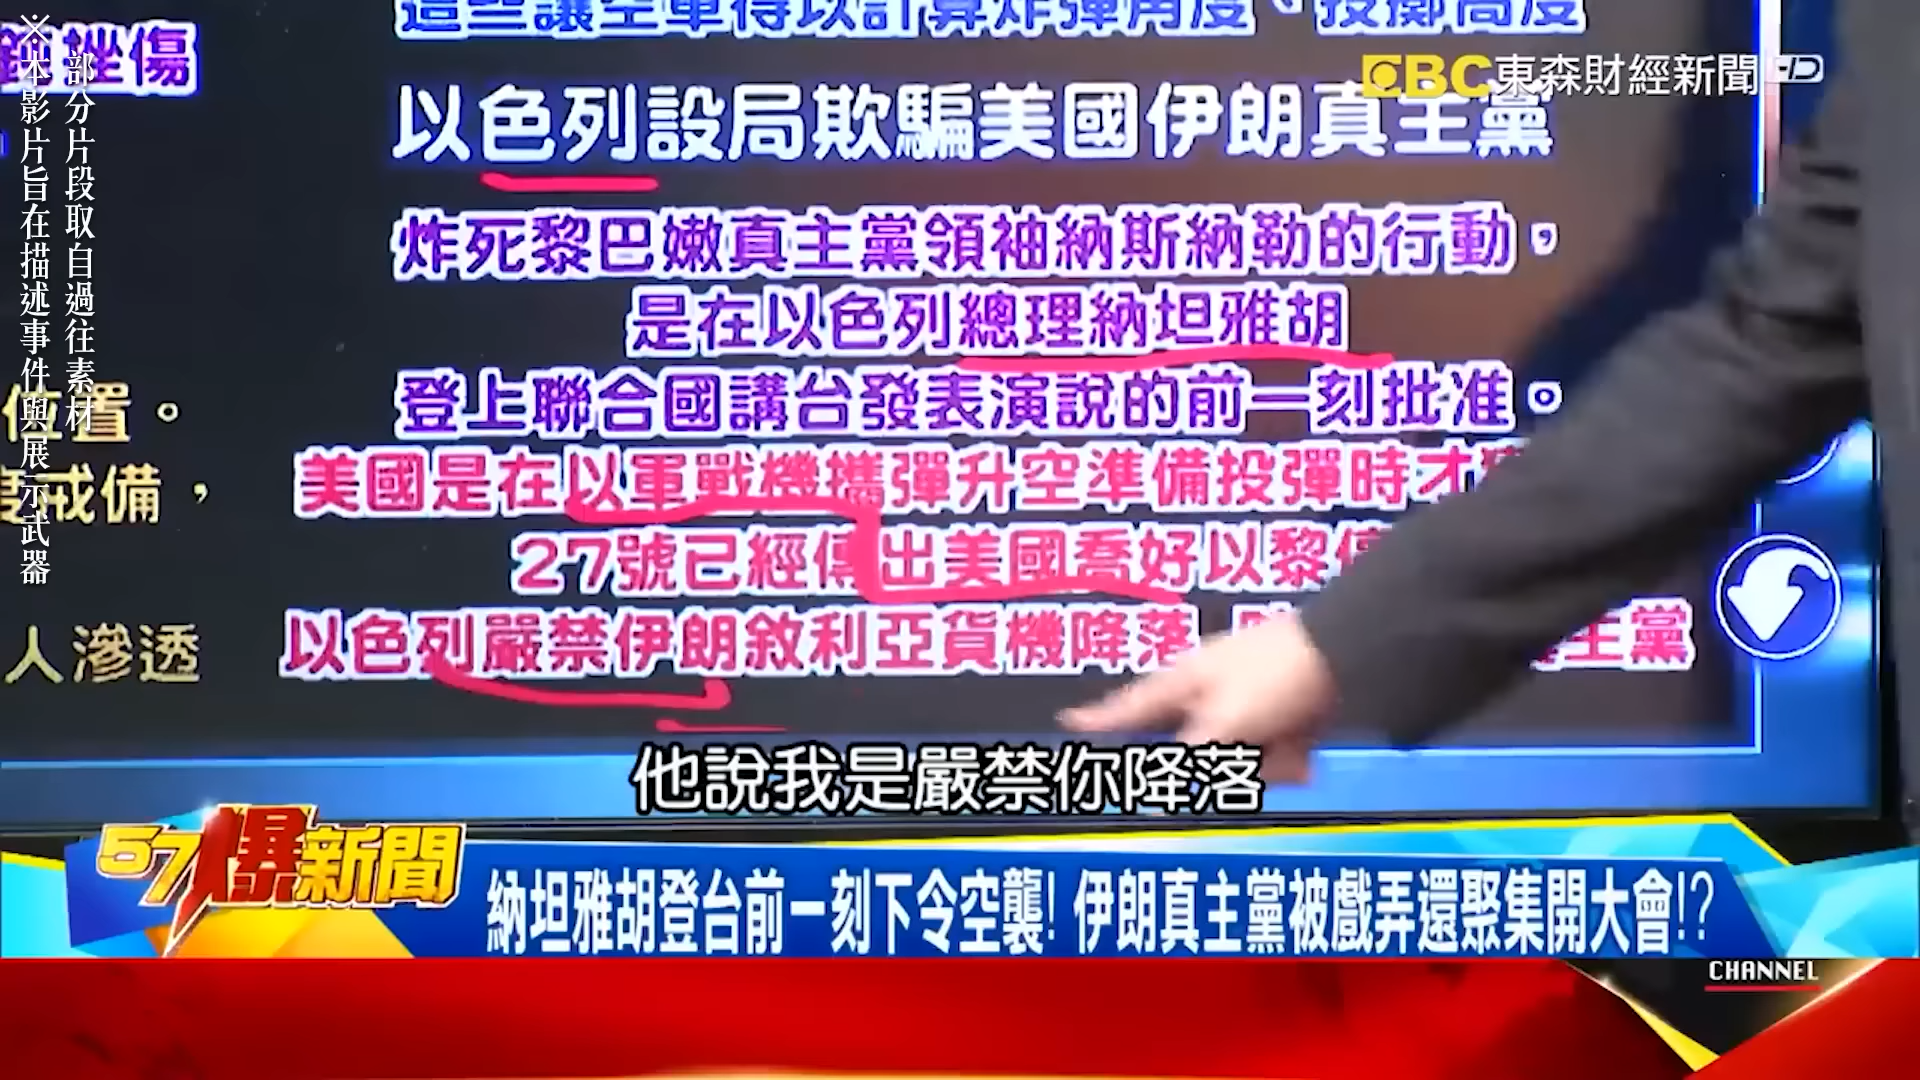 ※本影片旨在描述事件與展示武器
部分片段取自過往素材
挫傷
位置。
戒備，
人滲透
這些讓空軍得以計算炸彈角度、投擲高度
EBC東森財經新聞HD
以色列設局欺騙美國伊朗真主黨
炸死黎巴嫩真主黨領袖納斯納勒的行動，
是在以色列總理納坦雅胡
登上聯合國講台發表演說的前一刻批准。
美國是在以軍戰機攜彈升空準備投彈時才
27號已經傳出美國喬好以黎
以色列嚴禁伊朗敘利亞貨機降落
主黨
他說我是嚴禁你降落
57爆新聞
納坦雅胡登台前一刻下令空襲! 伊朗真主黨被戲弄還聚集開大會!?
CHANNEL